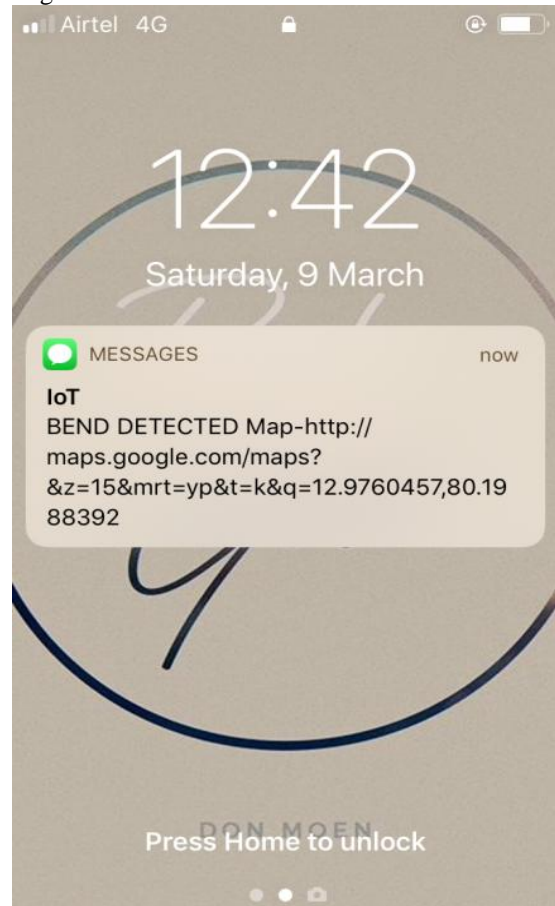 Airtel 4G
12:42
Saturday, 9 March
MESSAGES now
IoT
BEND DETECTED Map-http://
maps.google.com/maps?
&z=15&mrt=yp&t=k&q=12.9760457,80.19
88392
DON MOEN
Press Home to unlock